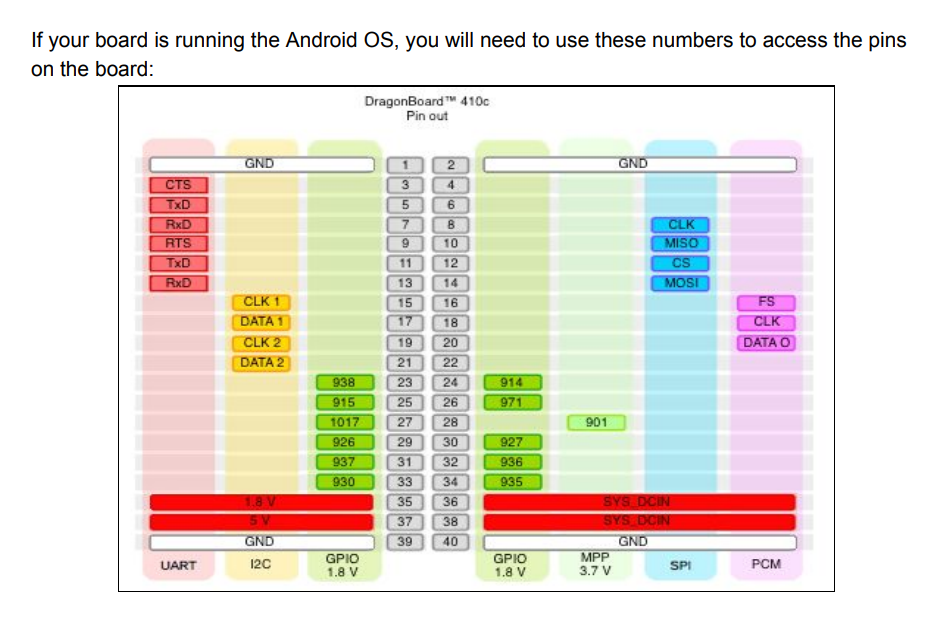 If your board is running the Android OS, you will need to use these numbers to access the pins
on the board:
DragonBoard™ 410c
Pin out
GND 1 2 GND
CTS 3 4
TxD 5 6
RxD 7 8 CLK
RTS 9 10 MISO
TxD 11 12 CS
RxD 13 14 MOSI
CLK 1 15 16 FS
DATA 1 17 18 CLK
CLK 2 19 20 DATA O
DATA 2 21 22
938 23 24 914
915 25 26 971
1017 27 28 901
926 29 30 927
937 31 32 936
930 33 34 935
1.8 V 35 36 SYS_DCIN
5 V 37 38 SYS_DCIN
GND 39 40 GND
UART I2C GPIO 1.8 V GPIO 1.8 V MPP 3.7 V SPI PCM